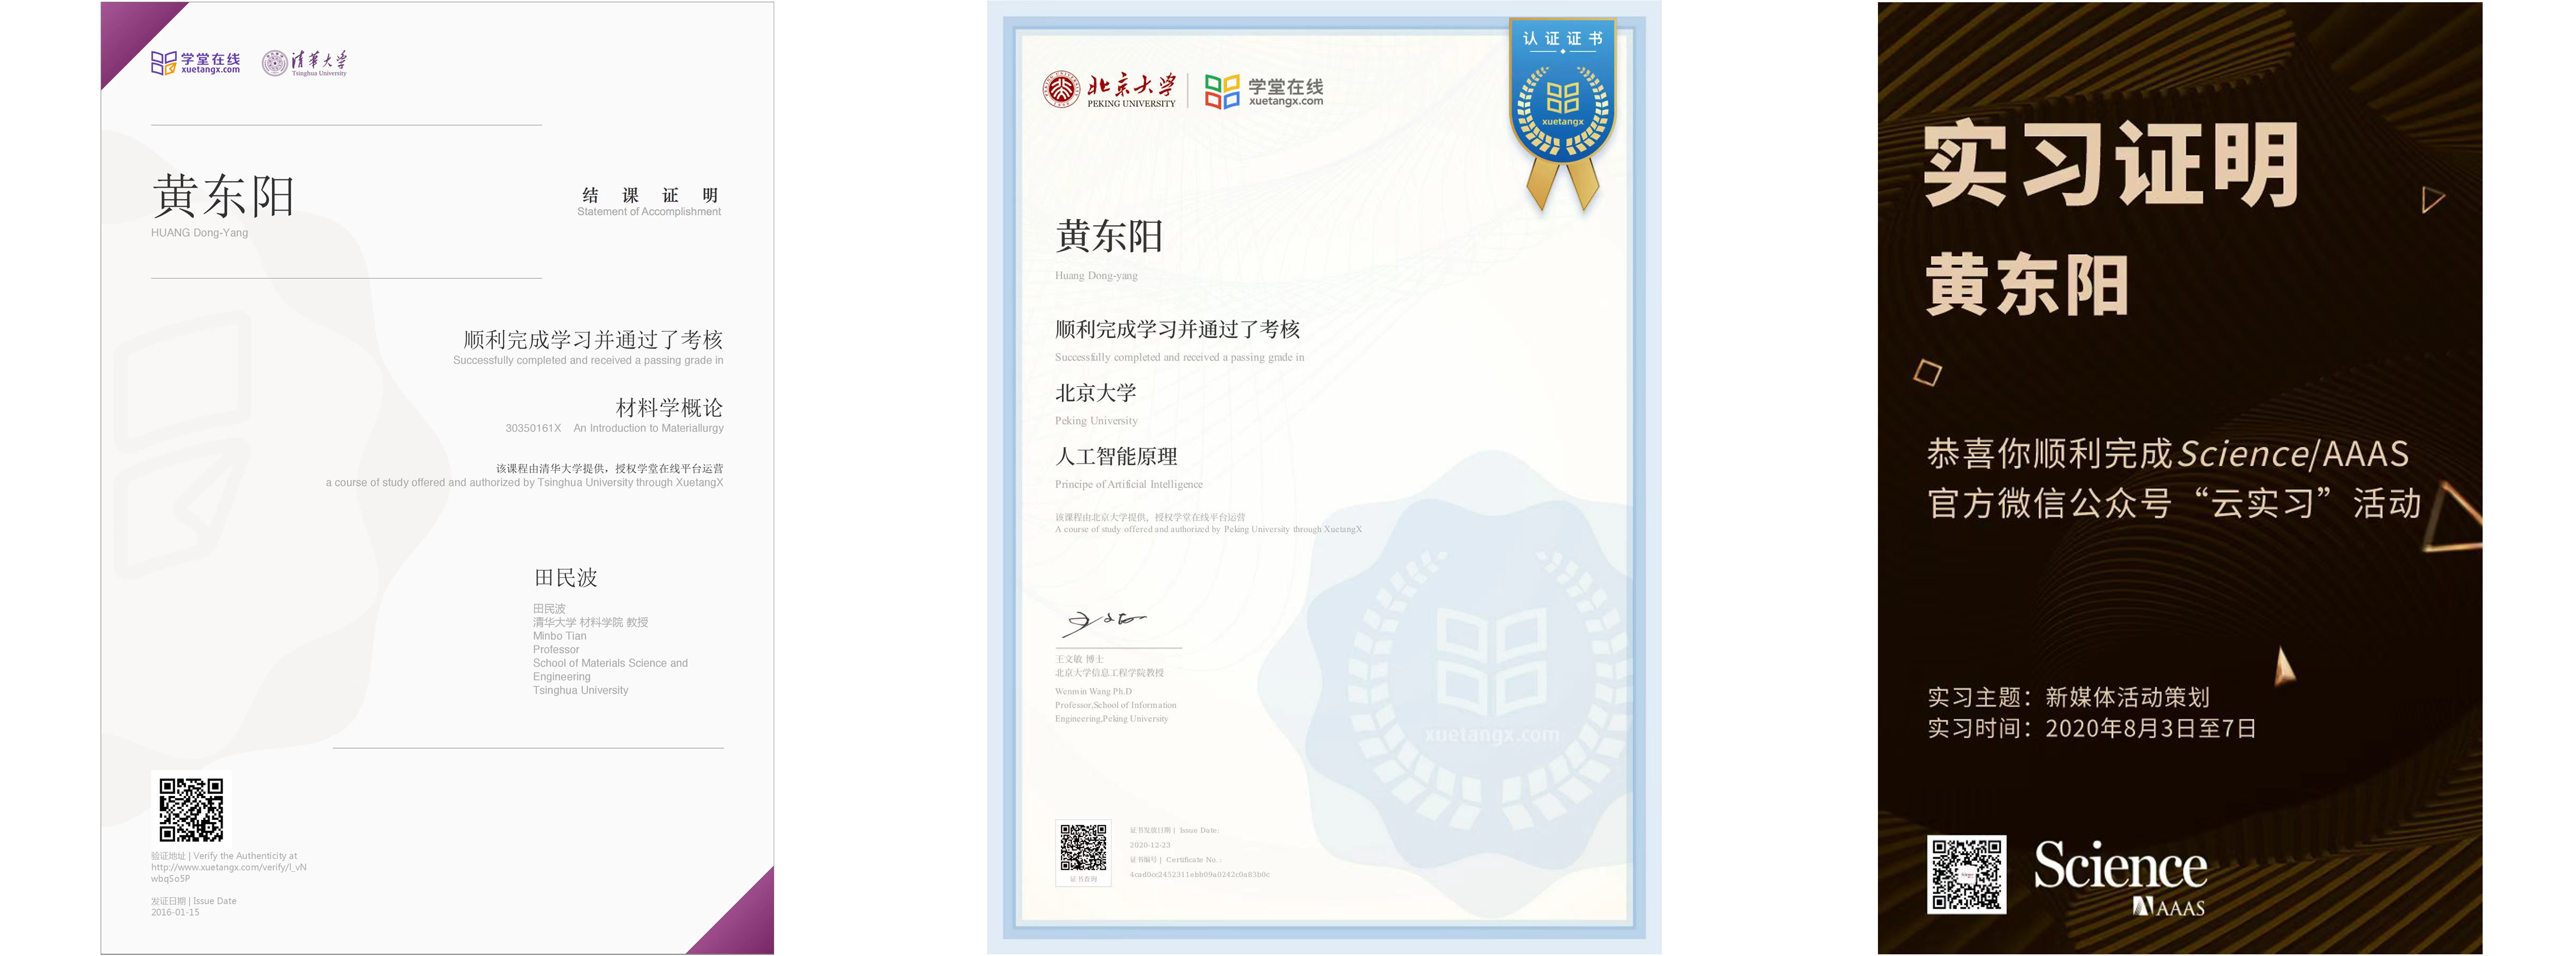 学堂在线
xuetangx.com
清华大学
Tsinghua University
黄东阳
HUANG Dong-Yang
结 课 证 明
Statement of Accomplishment
顺利完成学习并通过了考核
Successfully completed and received a passing grade in
材料学概论
30350161X An Introduction to Materiallurgy
该课程由清华大学提供，授权学堂在线平台运营
a course of study offered and authorized by Tsinghua University through XuetangX
田民波
田民波
清华大学 材料学院 教授
Minbo Tian
Professor
School of Materials Science and
Engineering
Tsinghua University
验证地址 | Verify the Authenticity at
http://www.xuetangx.com/verify/l_vN
wbqSo5P
发证日期 | Issue Date
2016-01-15
北京大学
PEKING UNIVERSITY
学堂在线
xuetangx.com
认 证 证 书
xuetangx
黄东阳
Huang Dong-yang
顺利完成学习并通过了考核
Successfully completed and received a passing grade in
北京大学
Peking University
人工智能原理
Principe of Artificial Intelligence
该课程由北京大学提供，授权学堂在线平台运营
A course of study offered and authorized by Peking University through XuetangX
王文敏 博士
北京大学信息工程学院教授
Wenmin Wang Ph.D
Professor,School of Information
Engineering,Peking University
xuetangx.com
证书查询
证书发放日期 | Issue Date:
2020-12-23
证书编号 | Certificate No.:
4cad0cc2452311ebb09a0242c0a83b0c
实习证明
黄东阳
恭喜你顺利完成Science/AAAS
官方微信公众号“云实习”活动
实习主题：新媒体活动策划
实习时间：2020年8月3日至7日
Science
AAAS